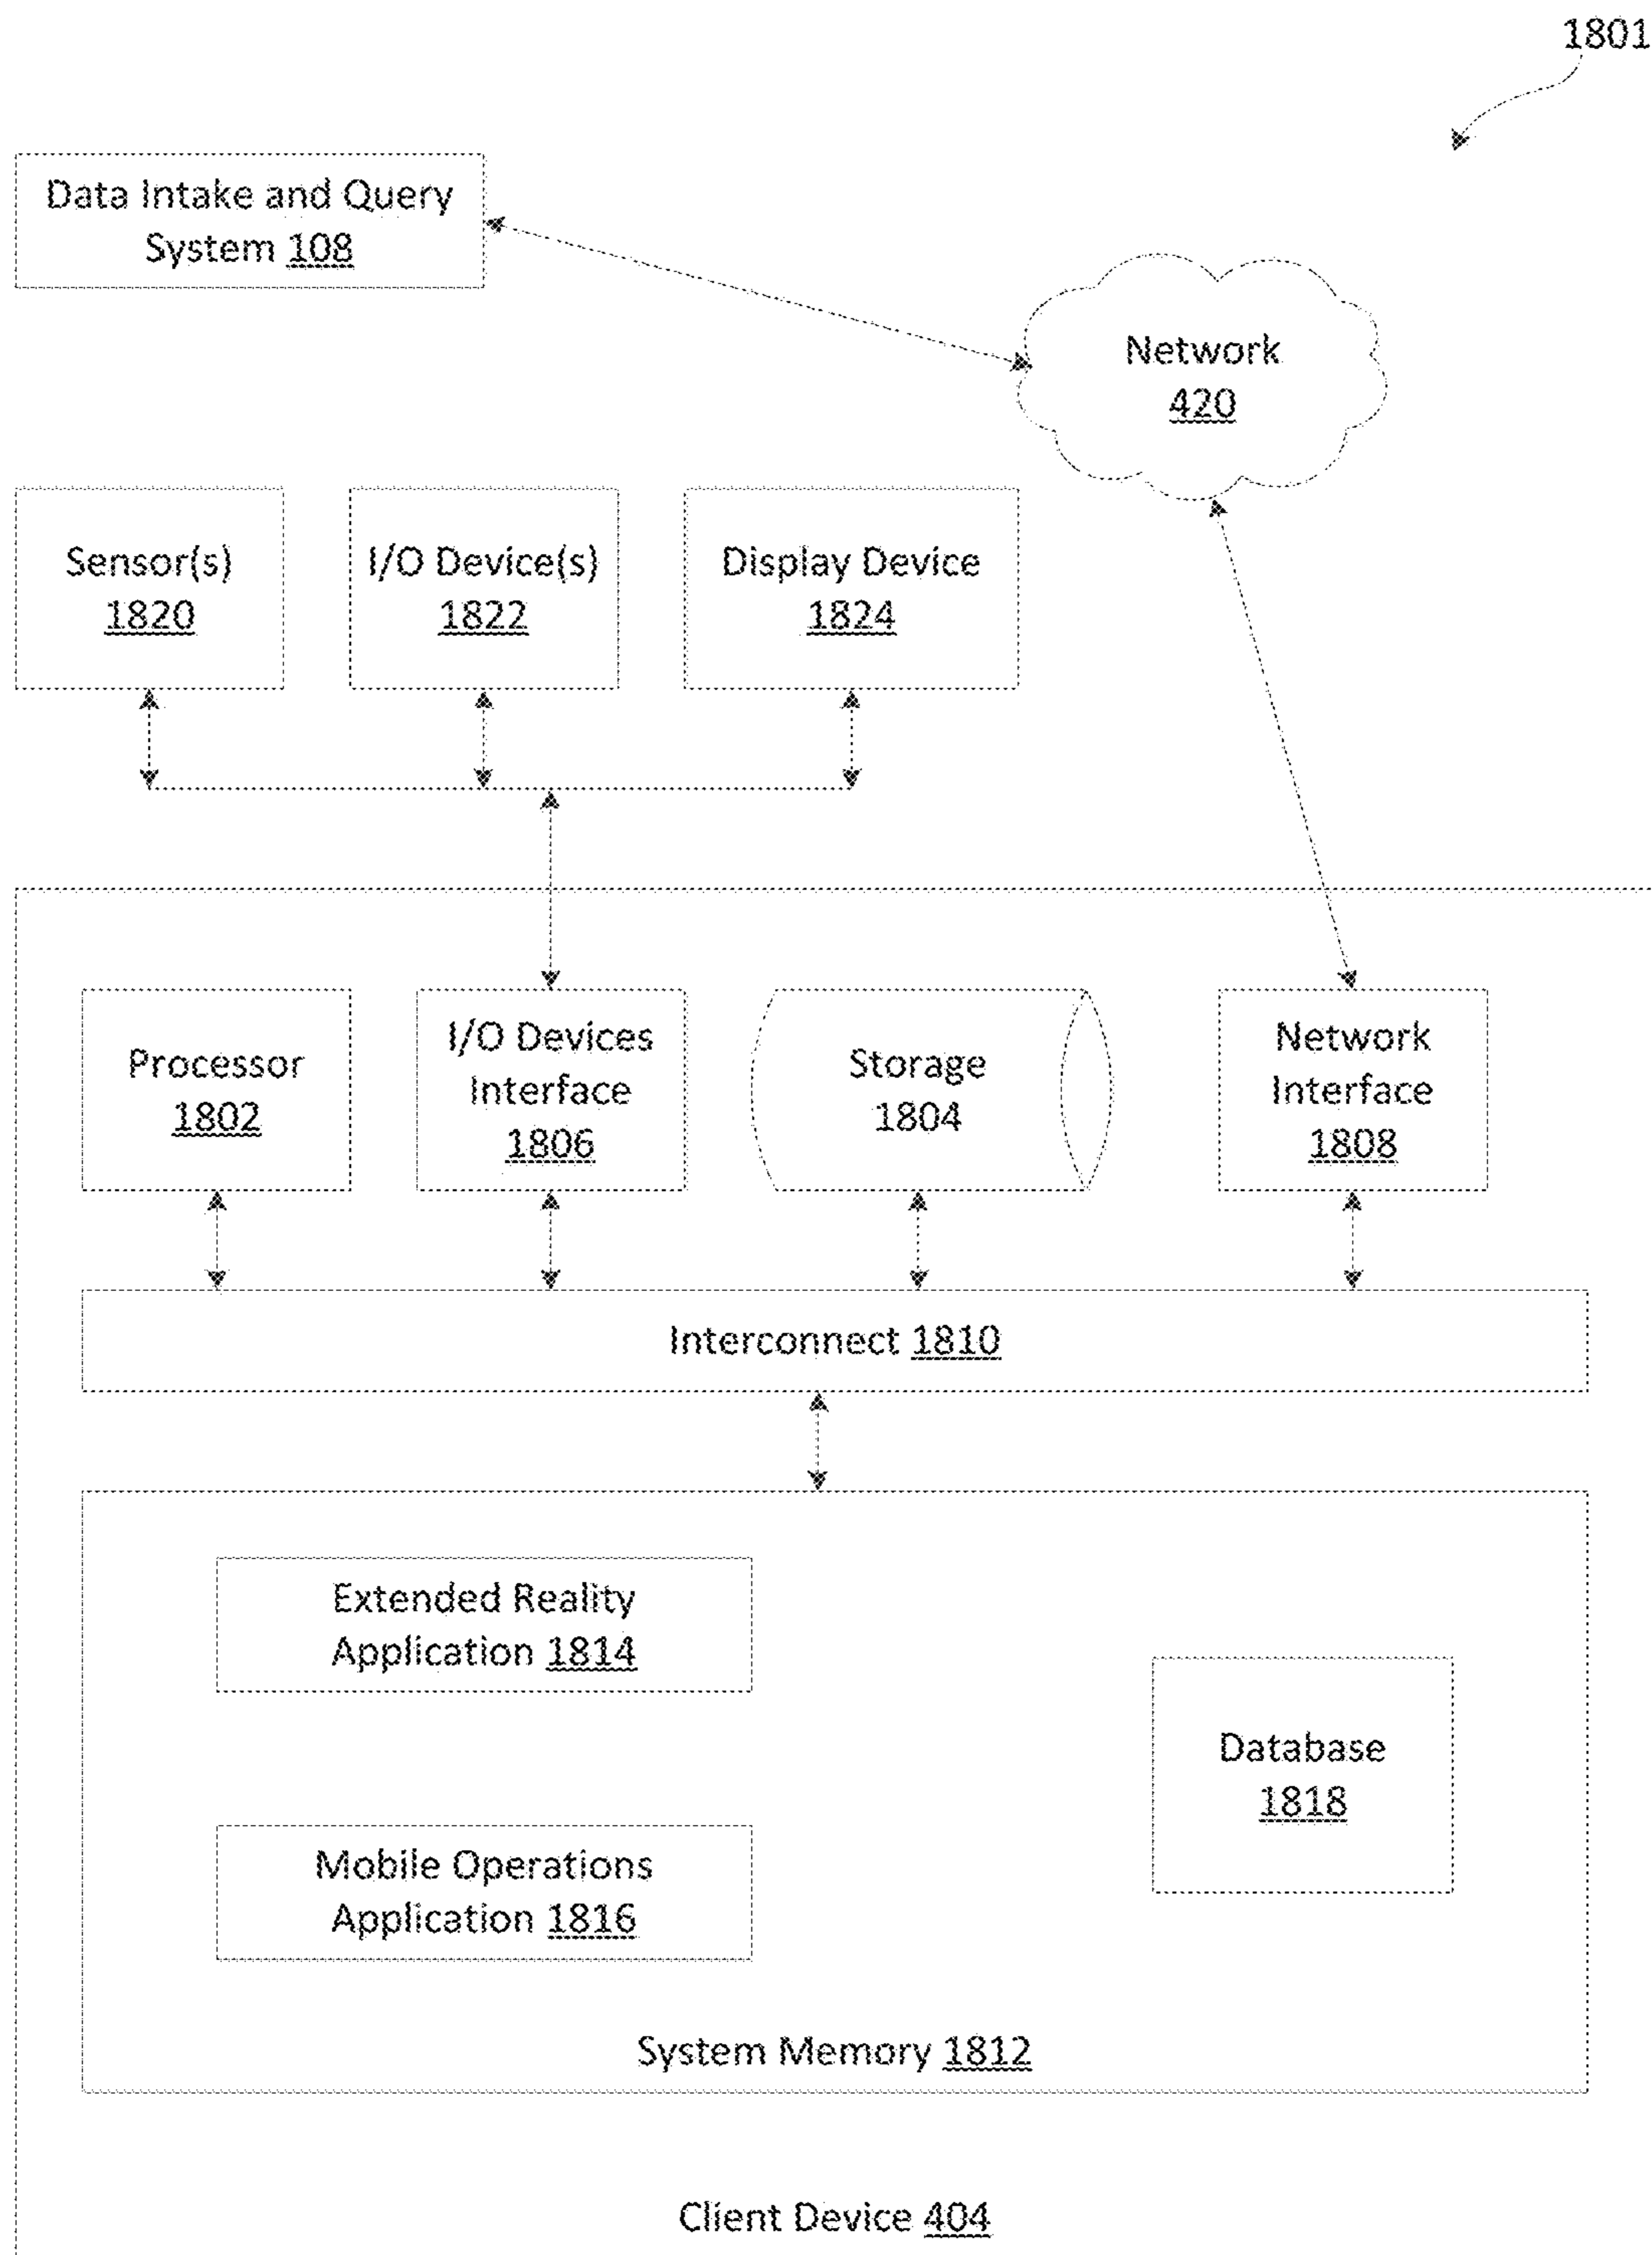 1801
Data Intake and Query
System 108
Network
420
Sensor(s)
1820
I/O Device(s)
1822
Display Device
1824
Processor
1802
I/O Devices
Interface
1806
Storage
1804
Network
Interface
1808
Interconnect 1810
Extended Reality
Application 1814
Database
1818
Mobile Operations
Application 1816
System Memory 1812
Client Device 404